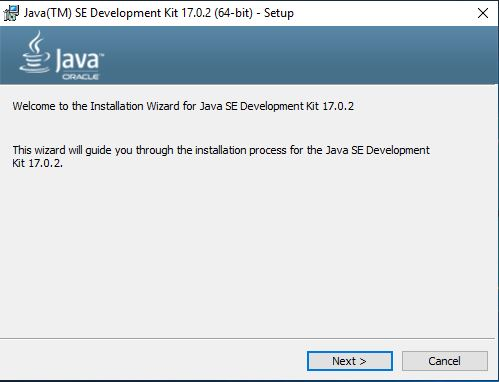 Java(TM) SE Development Kit 17.0.2 (64-bit) - Setup
Java™
ORACLE
Welcome to the Installation Wizard for Java SE Development Kit 17.0.2
This wizard will guide you through the installation process for the Java SE Development
Kit 17.0.2.
Next >
Cancel